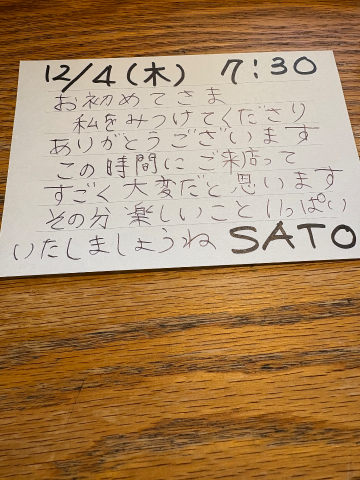 12/4(木) 7:30
お初めてさま
私をみつけてくださり
ありがとうございます
この時間にご来店って
すごく大変だと思います
その分楽しいこといっぱい
いたしましょうね SATO